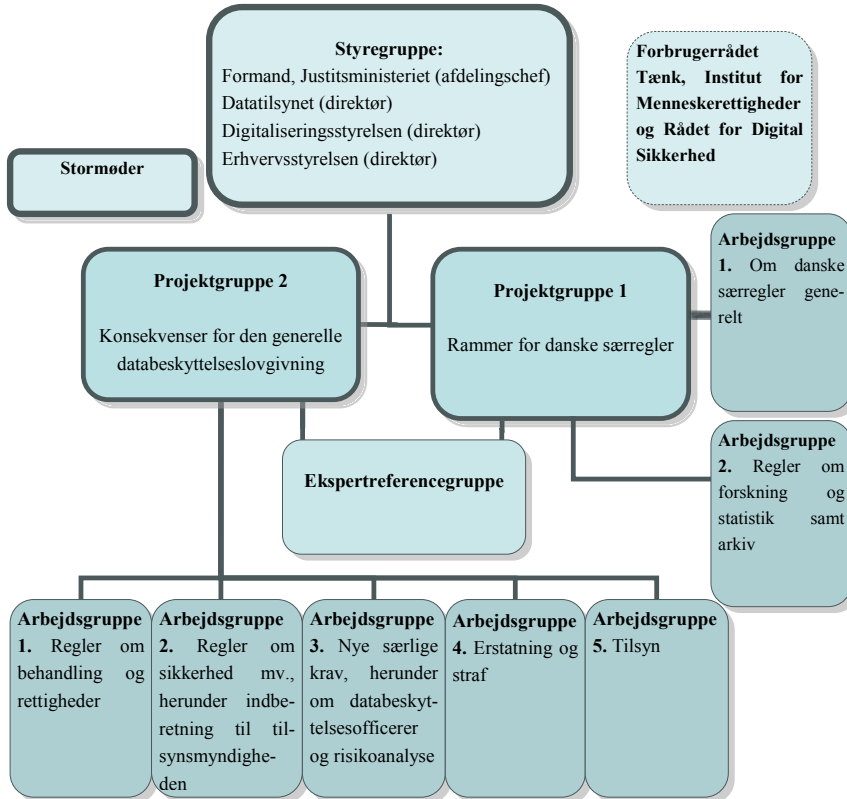 Styregruppe:
Formand, Justitsministeriet (afdelingschef)
Datatilsynet (direktør)
Digitaliseringsstyrelsen (direktør)
Erhvervsstyrelsen (direktør)
Forbrugerrådet
Tænk, Institut for
Menneskerettigheder
og Rådet for Digital
Sikkerhed
Stormøder
Projektgruppe 2
Konsekvenser for den generelle
databeskyttelseslovgivning
Projektgruppe 1
Rammer for danske særregler
Arbejdsgruppe
1. Om danske
særregler gene-
relt
Ekspertreferencegruppe
Arbejdsgruppe
2. Regler om
forskning og
statistik samt
arkiv
Arbejdsgruppe
1. Regler om
behandling og
rettigheder
Arbejdsgruppe
2. Regler om
sikkerhed mv.,
herunder indbe-
retning til til-
synsmyndighe-
den
Arbejdsgruppe
3. Nye særlige
krav, herunder
om databeskyt-
telsesofficerer
og risikoanalyse
Arbejdsgruppe
4. Erstatning og
straf
Arbejdsgruppe
5. Tilsyn